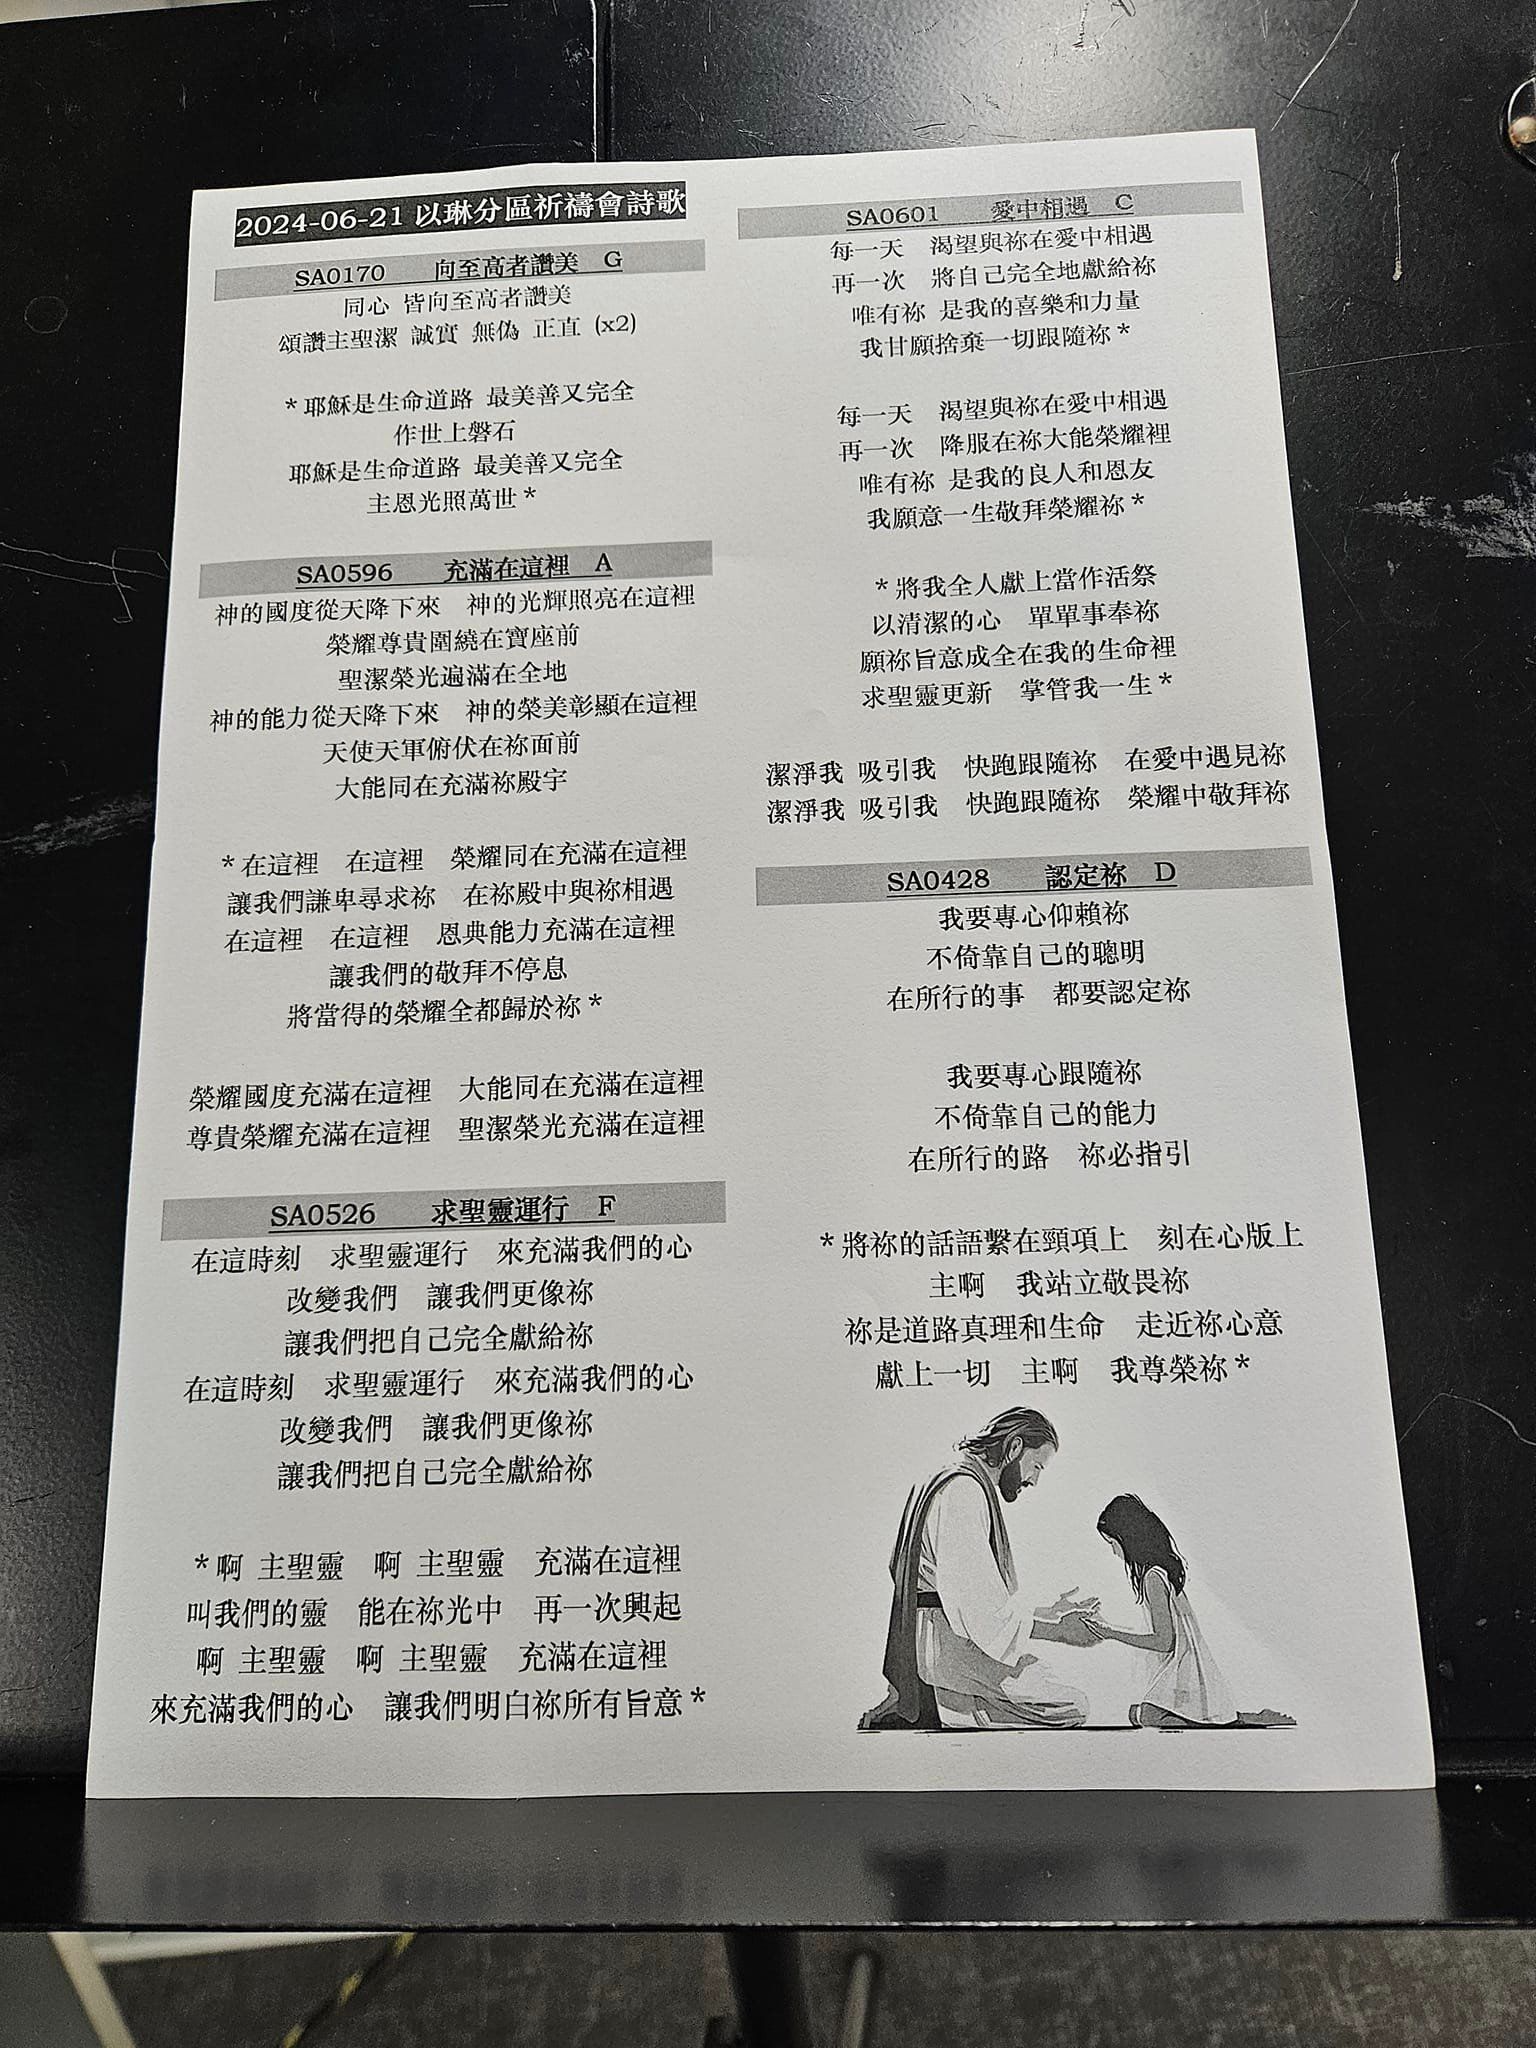 2024-06-21 以琳分區祈禱會詩歌
SA0170 向至高者讚美 G
同心 皆向至高者讚美
頌讚主聖潔 誠實 無偽 正直 (x2)
*耶穌是生命道路 最美善又完全
作世上磐石
耶穌是生命道路 最美善又完全
主恩光照萬世*
SA0596 充滿在這裡 A
神的國度從天降下來 神的光輝照亮在這裡
榮耀尊貴圍繞在寶座前
聖潔榮光遍滿在全地
神的能力從天降下來 神的榮美彰顯在這裡
天使天軍俯伏在祢面前
大能同在充滿祢殿宇
*在這裡 在這裡 榮耀同在充滿在這裡
讓我們謙卑尋求祢 在祢殿中與祢相遇
在這裡 在這裡 恩典能力充滿在這裡
讓我們的敬拜不停息
將當得的榮耀全都歸於祢*
榮耀國度充滿在這裡 大能同在充滿在這裡
尊貴榮耀充滿在這裡 聖潔榮光充滿在這裡
SA0526 求聖靈運行 F
在這時刻 求聖靈運行 來充滿我們的心
改變我們 讓我們更像祢
讓我們把自己完全獻給祢
在這時刻 求聖靈運行 來充滿我們的心
改變我們 讓我們更像祢
讓我們把自己完全獻給祢
*啊 主聖靈 啊 主聖靈 充滿在這裡
叫我們的靈 能在祢光中 再一次興起
啊 主聖靈 啊 主聖靈 充滿在這裡
來充滿我們的心 讓我們明白祢所有旨意*
SA0601 愛中相遇 C
每一天 渴望與祢在愛中相遇
再一次 將自己完全地獻給祢
唯有祢 是我的喜樂和力量
我甘願捨棄一切跟隨祢*
每一天 渴望與祢在愛中相遇
再一次 降服在祢大能榮耀裡
唯有祢 是我的良人和恩友
我願意一生敬拜榮耀祢*
*將我全人獻上當作活祭
以清潔的心 單單事奉祢
願祢旨意成全在我的生命裡
求聖靈更新 掌管我一生*
潔淨我 吸引我 快跑跟隨祢 在愛中遇見祢
潔淨我 吸引我 快跑跟隨祢 榮耀中敬拜祢
SA0428 認定祢 D
我要專心仰賴祢
不倚靠自己的聰明
在所行的事 都要認定祢
我要專心跟隨祢
不倚靠自己的能力
在所行的路 祢必指引
*將祢的話語繫在頸項上 刻在心版上
主啊 我站立敬畏祢
祢是道路真理和生命 走近祢心意
獻上一切 主啊 我尊榮祢*